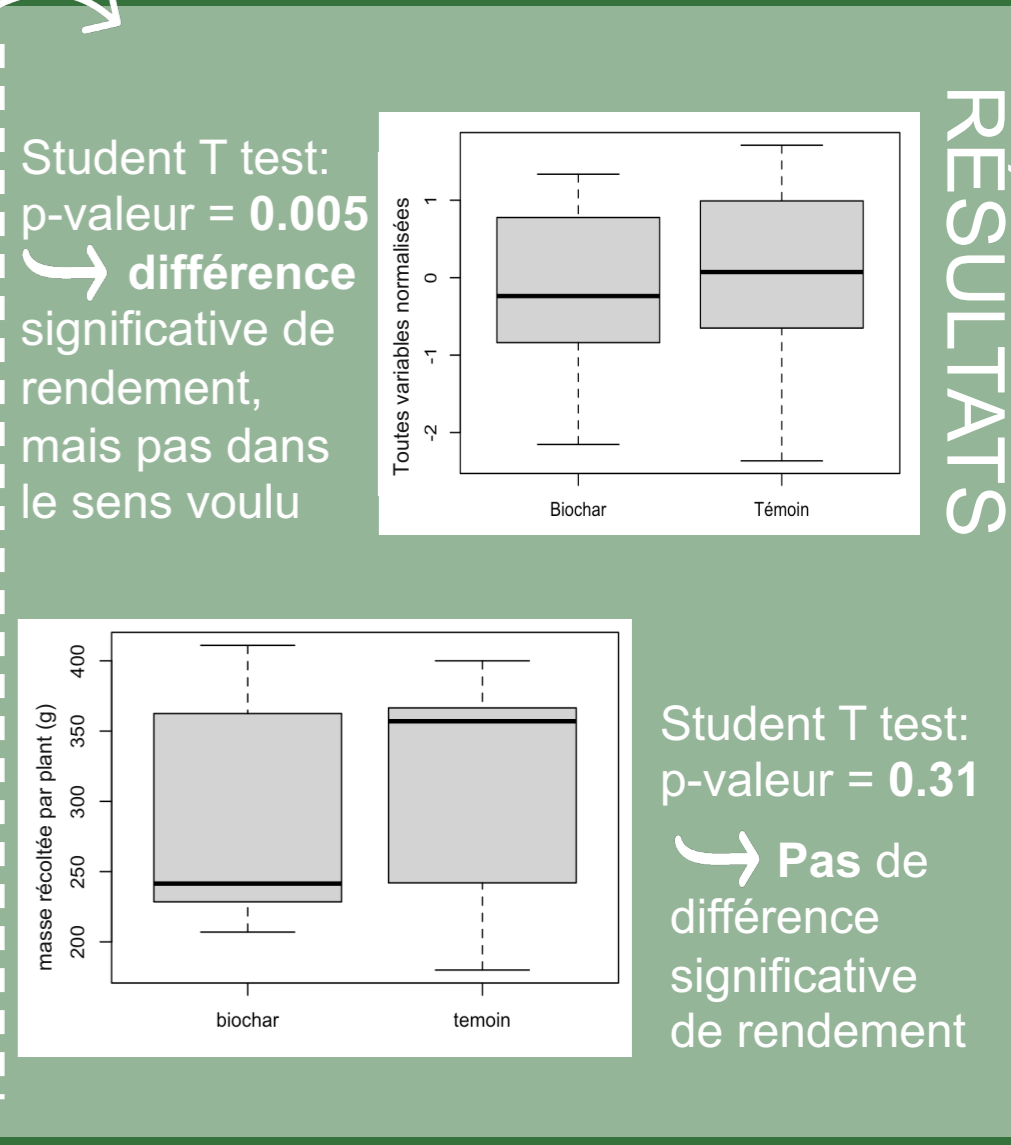 RÉSULTATS
Student T test:
p-valeur = 0.005
différence
significative de
rendement,
mais pas dans
le sens voulu
Toutes variables normalisées
1
0
-1
-2
Biochar
Témoin
masse récoltée par plant (g)
400
350
300
250
200
biochar
temoin
Student T test:
p-valeur = 0.31
Pas de
différence
significative
de rendement